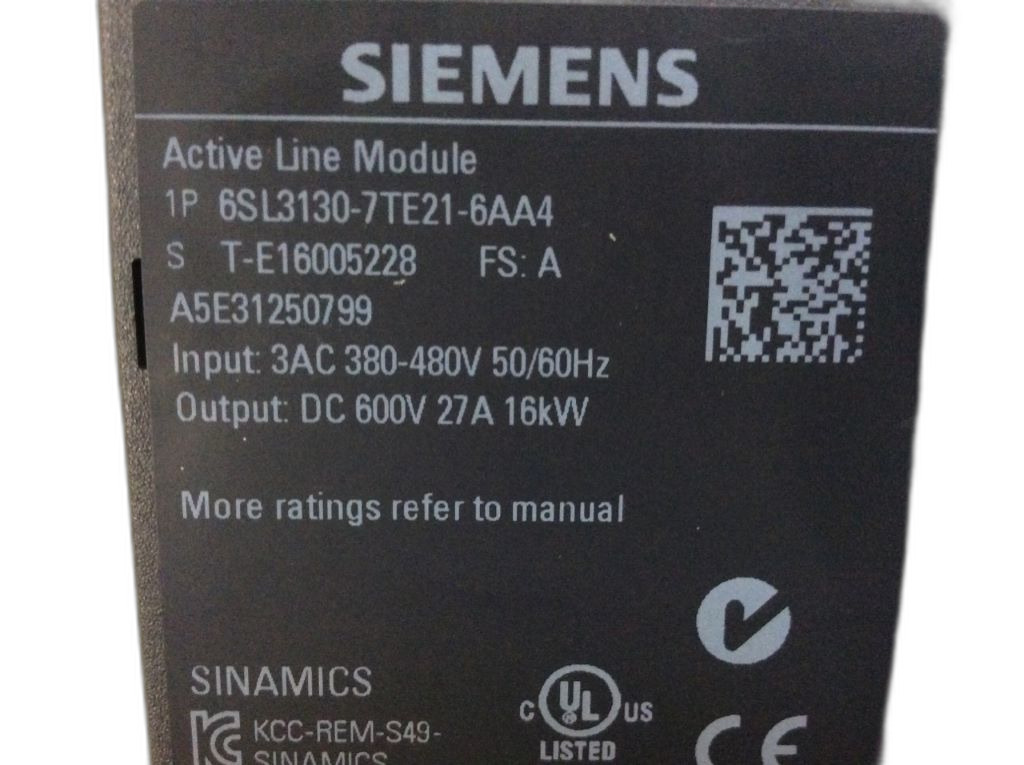 SIEMENS
Active Line Module
1P 6SL3130-7TE21-6AA4
S T-E16005228 FS: A
A5E31250799
Input: 3AC 380-480V 50/60Hz
Output: DC 600V 27A 16kW
More ratings refer to manual
SINAMICS
C UL US
LISTED
KCC-REM-S49-
SINAMICS
CE